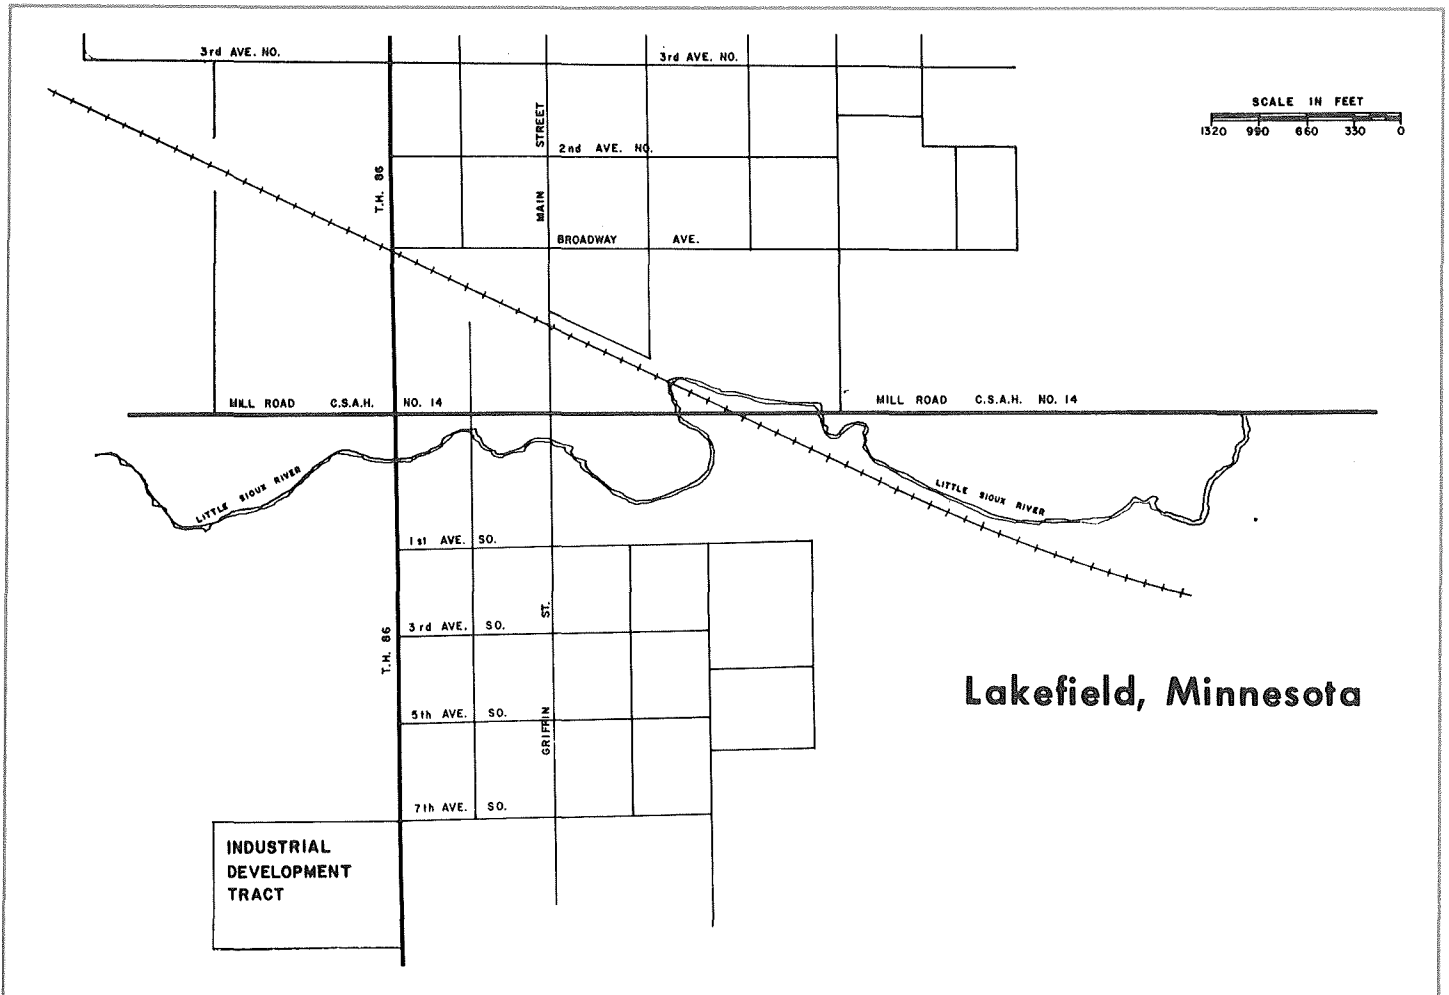 3rd AVE. NO.
3rd AVE. NO.
SCALE IN FEET
1320 990 660 330 0
MAIN STREET
2nd AVE. NO.
T.H. 86
BROADWAY AVE.
MILL ROAD C.S.A.H. NO. 14
MILL ROAD C.S.A.H. NO. 14
LITTLE SIOUX RIVER
LITTLE SIOUX RIVER
1st AVE. SO.
GRIFFIN ST.
3rd AVE. SO.
T.H. 86
Lakefield, Minnesota
5th AVE. SO.
7th AVE. SO.
INDUSTRIAL
DEVELOPMENT
TRACT